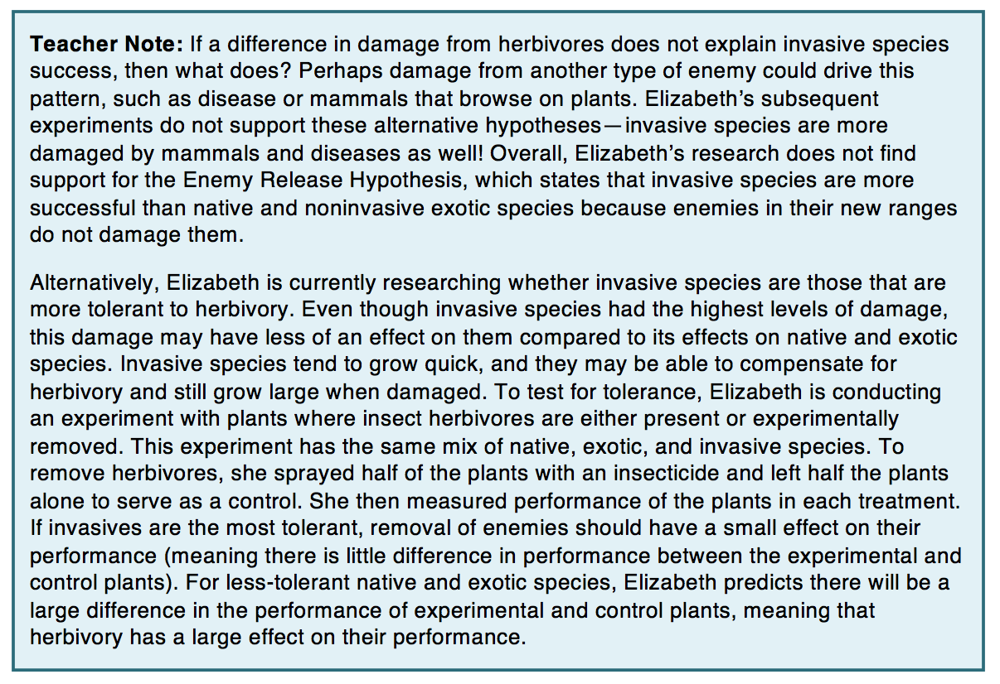 Teacher Note: If a difference in damage from herbivores does not explain invasive species
success, then what does? Perhaps damage from another type of enemy could drive this
pattern, such as disease or mammals that browse on plants. Elizabeth’s subsequent
experiments do not support these alternative hypotheses—invasive species are more
damaged by mammals and diseases as well! Overall, Elizabeth’s research does not find
support for the Enemy Release Hypothesis, which states that invasive species are more
successful than native and noninvasive exotic species because enemies in their new ranges
do not damage them.
Alternatively, Elizabeth is currently researching whether invasive species are those that are
more tolerant to herbivory. Even though invasive species had the highest levels of damage,
this damage may have less of an effect on them compared to its effects on native and exotic
species. Invasive species tend to grow quick, and they may be able to compensate for
herbivory and still grow large when damaged. To test for tolerance, Elizabeth is conducting
an experiment with plants where insect herbivores are either present or experimentally
removed. This experiment has the same mix of native, exotic, and invasive species. To
remove herbivores, she sprayed half of the plants with an insecticide and left half the plants
alone to serve as a control. She then measured performance of the plants in each treatment.
If invasives are the most tolerant, removal of enemies should have a small effect on their
performance (meaning there is little difference in performance between the experimental and
control plants). For less-tolerant native and exotic species, Elizabeth predicts there will be a
large difference in the performance of experimental and control plants, meaning that
herbivory has a large effect on their performance.